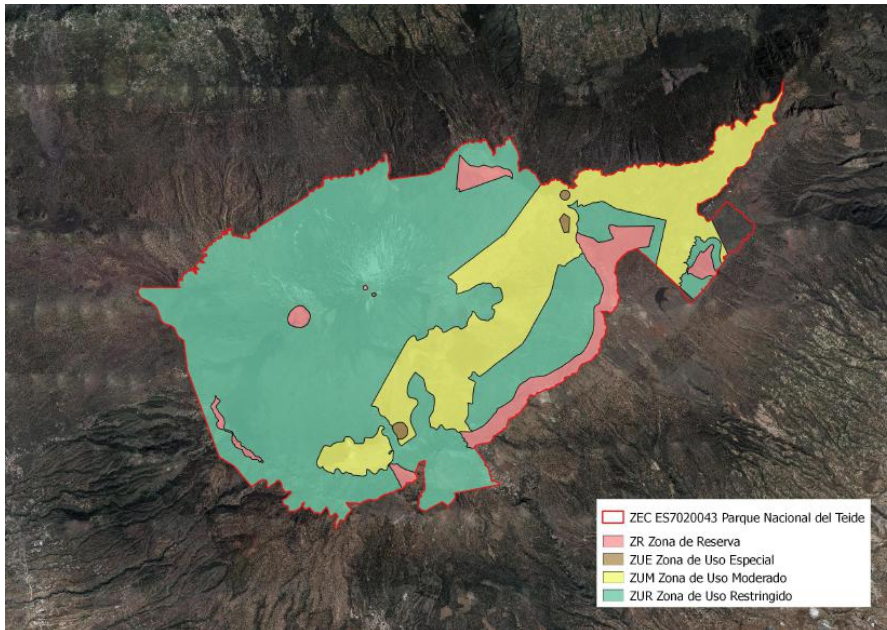 ZEC ES7020043 Parque Nacional del Teide
ZR Zona de Reserva
ZUE Zona de Uso Especial
ZUM Zona de Uso Moderado
ZUR Zona de Uso Restringido